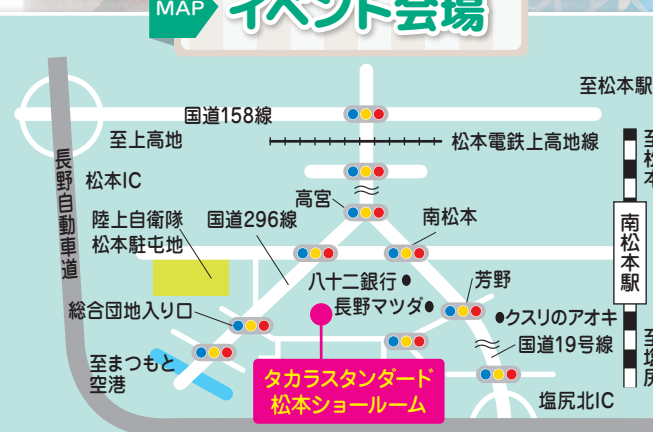 MAP イベント会場
至松本駅
国道158線
至上高地
松本電鉄上高地線
至松本
長野自動車道
松本IC
高宮
陸上自衛隊
松本駐屯地
国道296線
南松本
南松本駅
八十二銀行
芳野
長野マツダ
総合団地入り口
クスリのアオキ
国道19号線
至塩尻
至まつもと
空港
タカラスタンダード
松本ショールーム
塩尻北IC